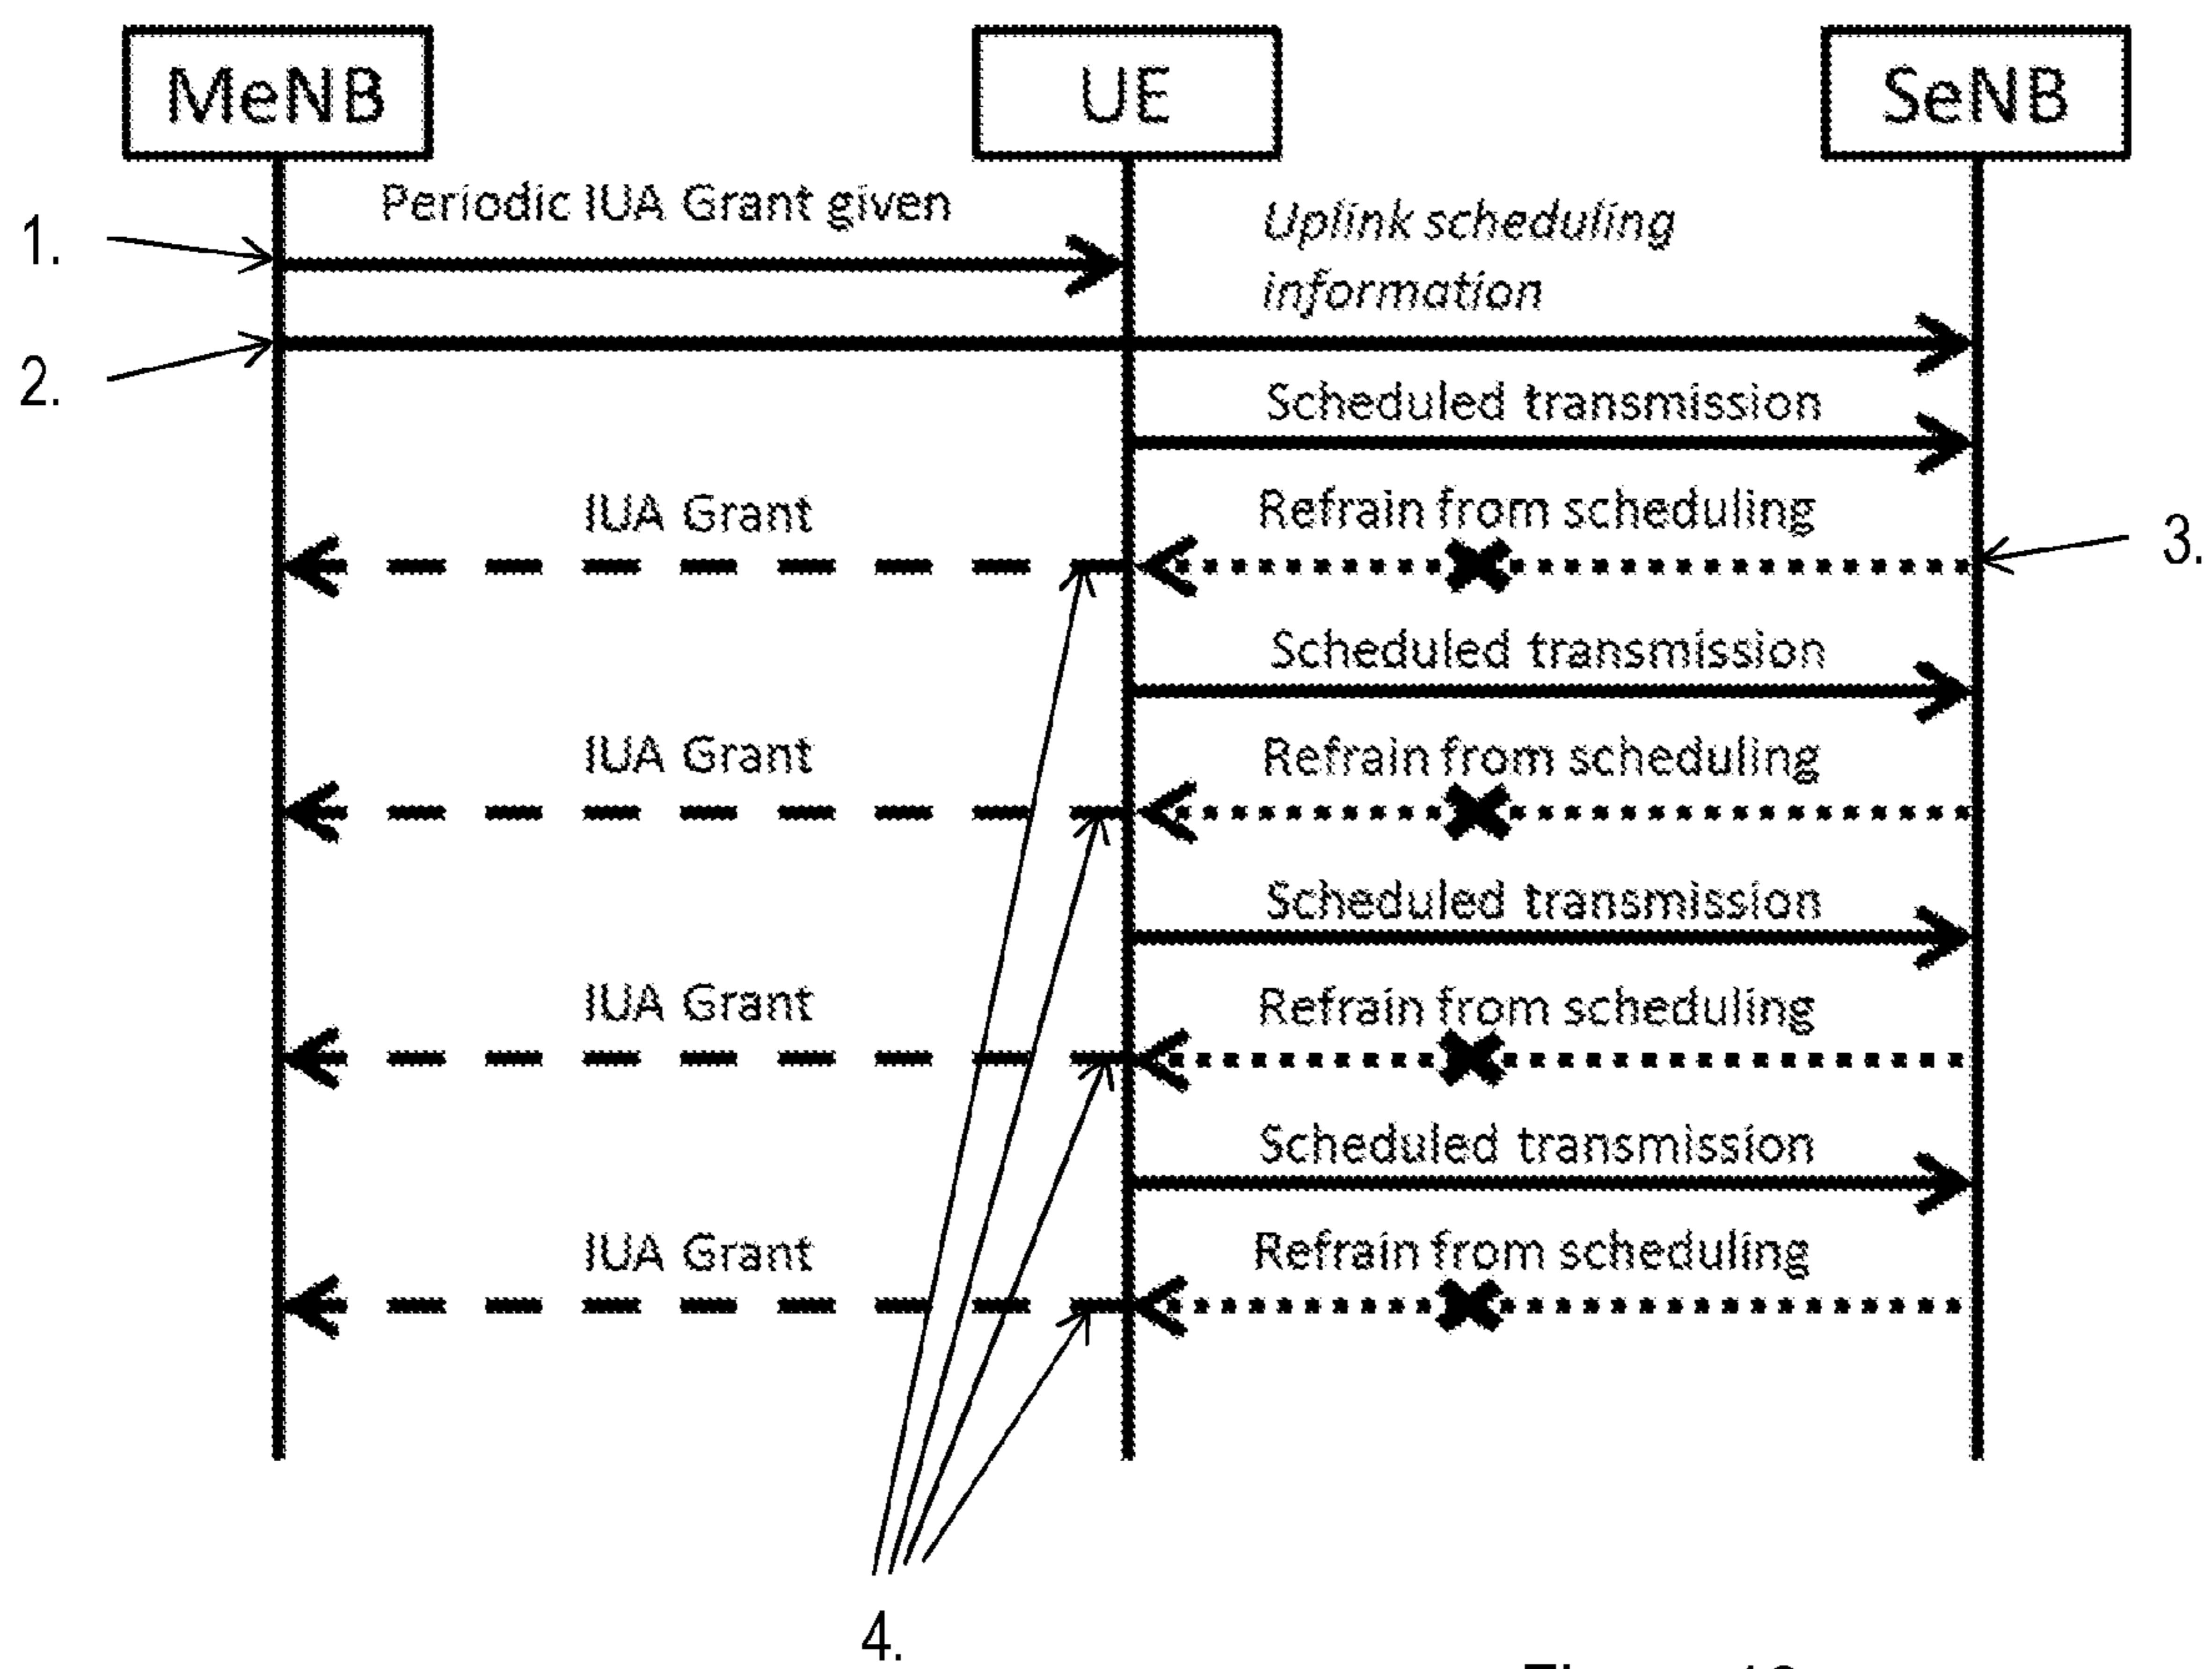 MeNB UE SeNB
Periodic IUA Grant given
Uplink scheduling
information
1.
2.
Scheduled transmission
IUA Grant
Refrain from scheduling
3.
Scheduled transmission
IUA Grant
Refrain from scheduling
Scheduled transmission
IUA Grant
Refrain from scheduling
Scheduled transmission
IUA Grant
Refrain from scheduling
4.